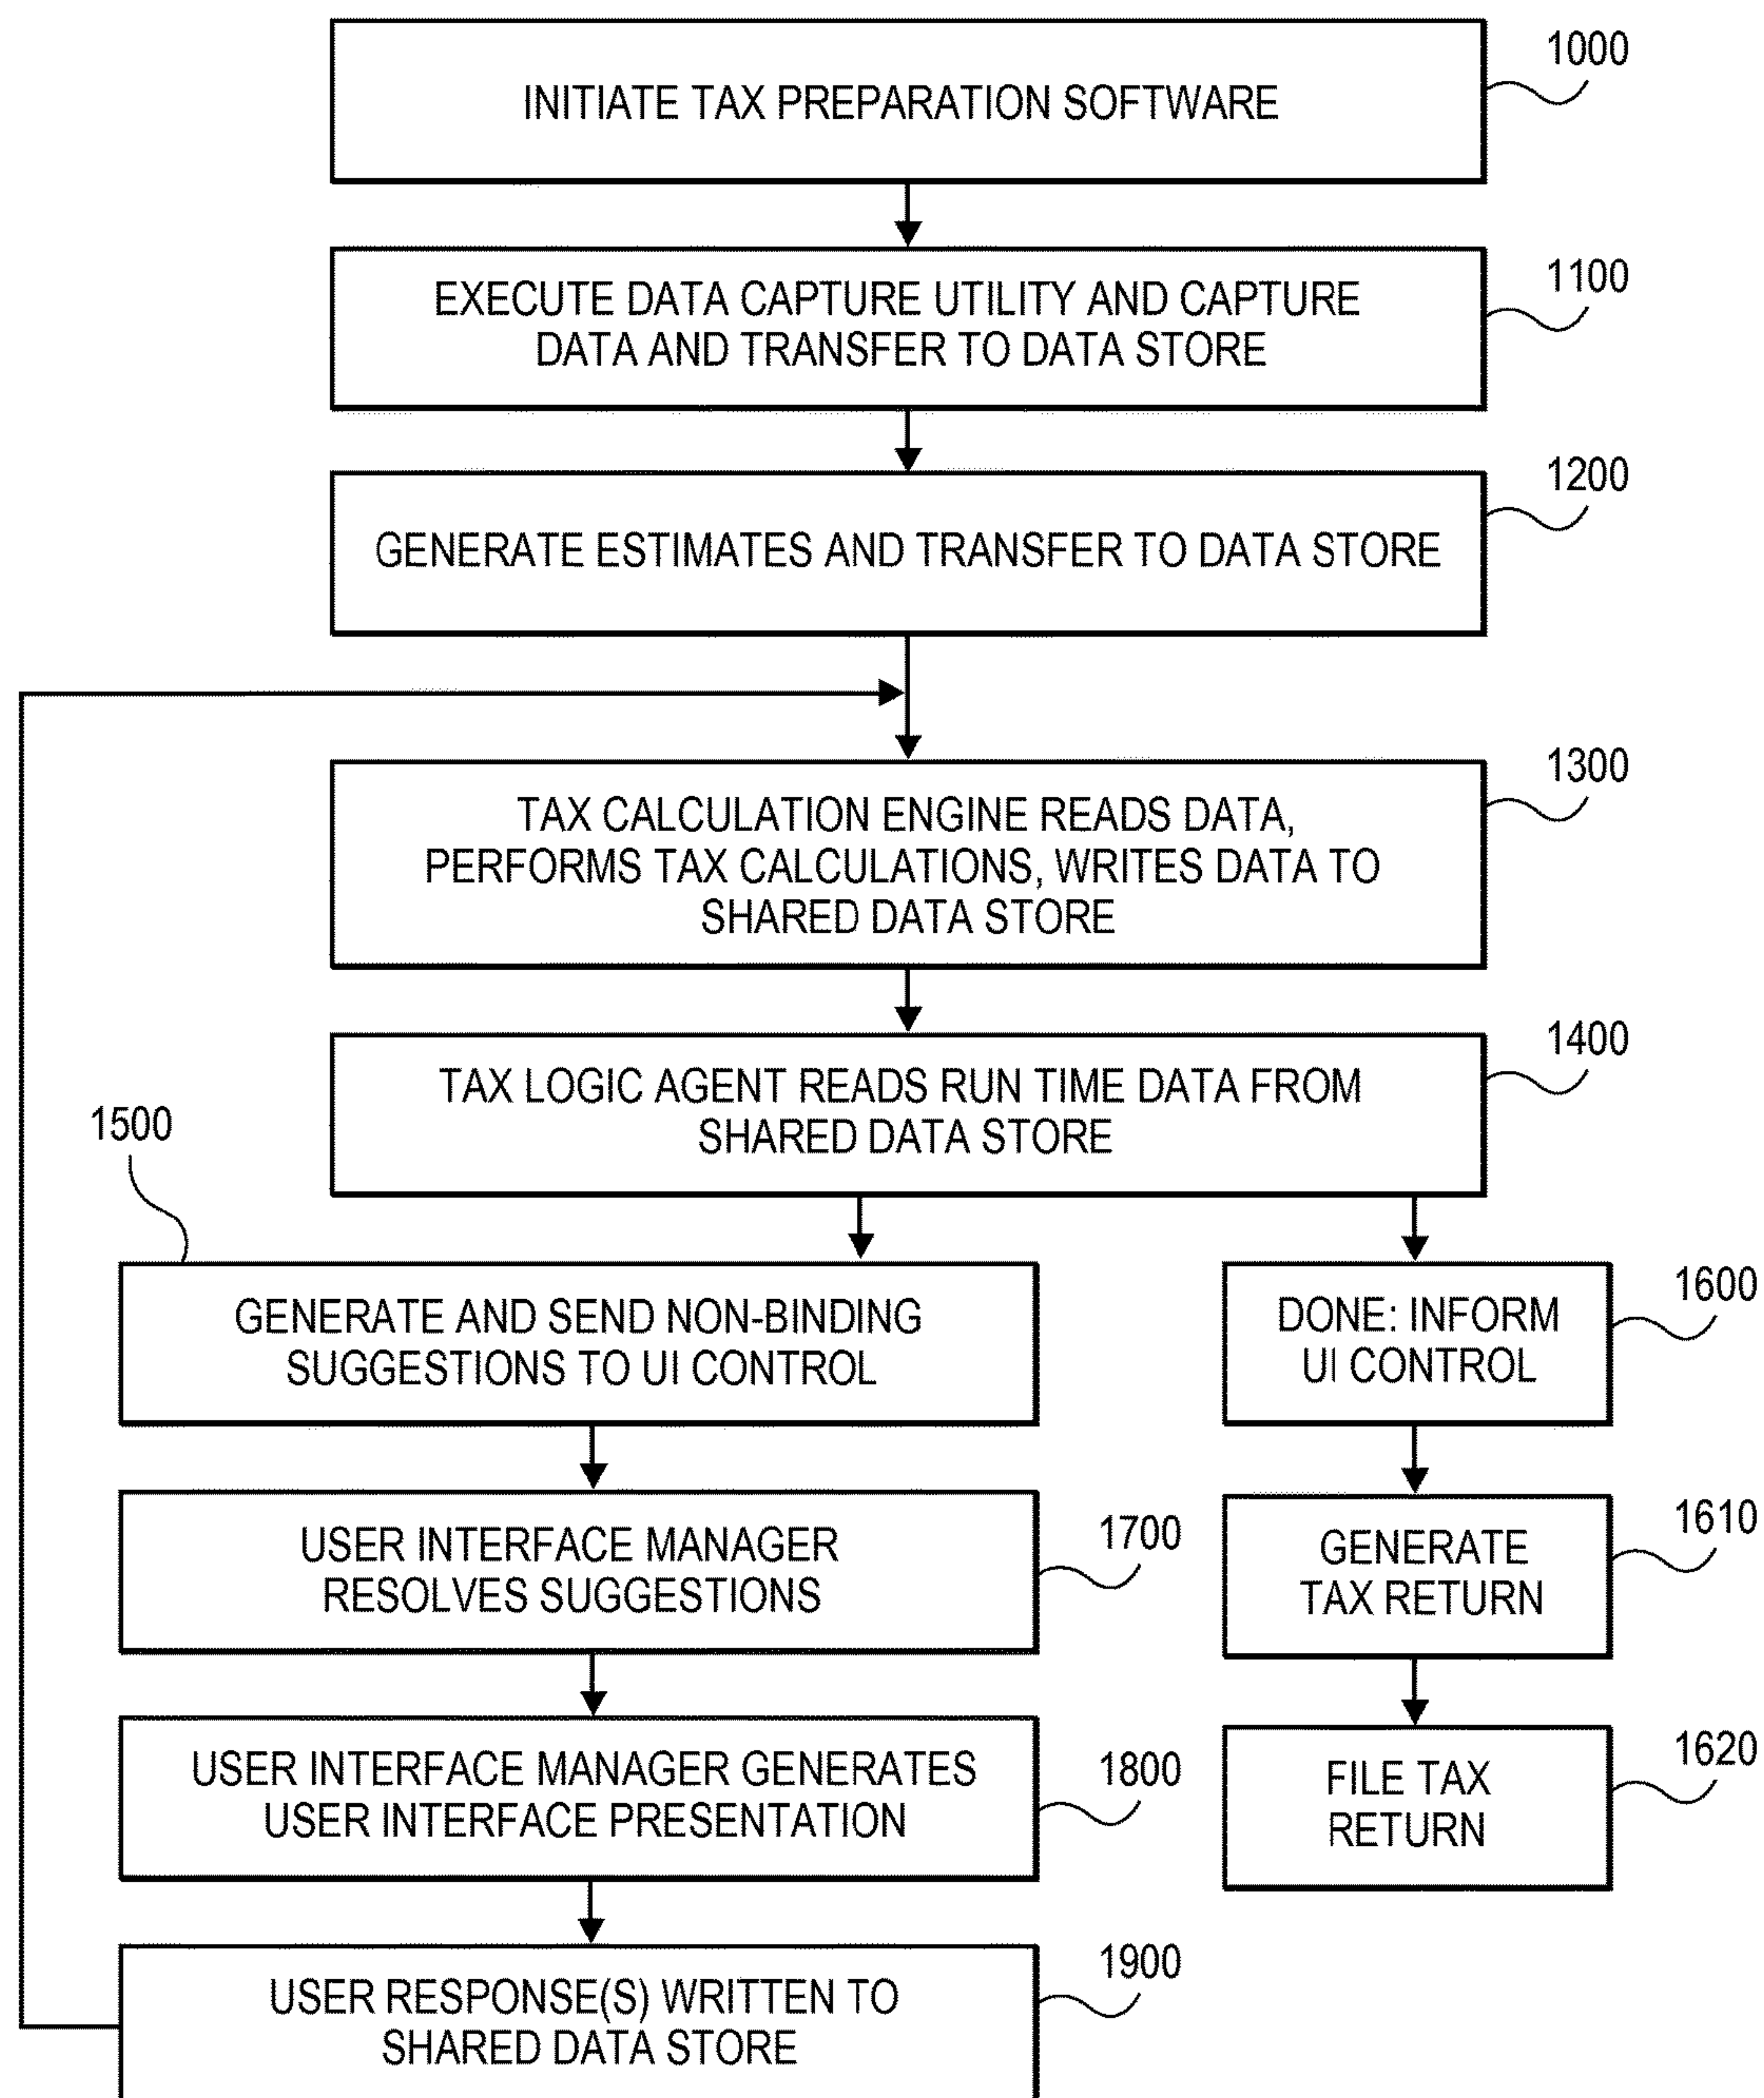 INITIATE TAX PREPARATION SOFTWARE
1000
EXECUTE DATA CAPTURE UTILITY AND CAPTURE
DATA AND TRANSFER TO DATA STORE
1100
GENERATE ESTIMATES AND TRANSFER TO DATA STORE
1200
TAX CALCULATION ENGINE READS DATA,
PERFORMS TAX CALCULATIONS, WRITES DATA TO
SHARED DATA STORE
1300
TAX LOGIC AGENT READS RUN TIME DATA FROM
SHARED DATA STORE
1400
1500
GENERATE AND SEND NON-BINDING
SUGGESTIONS TO UI CONTROL
DONE: INFORM
UI CONTROL
1600
USER INTERFACE MANAGER
RESOLVES SUGGESTIONS
1700
GENERATE
TAX RETURN
1610
USER INTERFACE MANAGER GENERATES
USER INTERFACE PRESENTATION
1800
FILE TAX
RETURN
1620
USER RESPONSE(S) WRITTEN TO
SHARED DATA STORE
1900